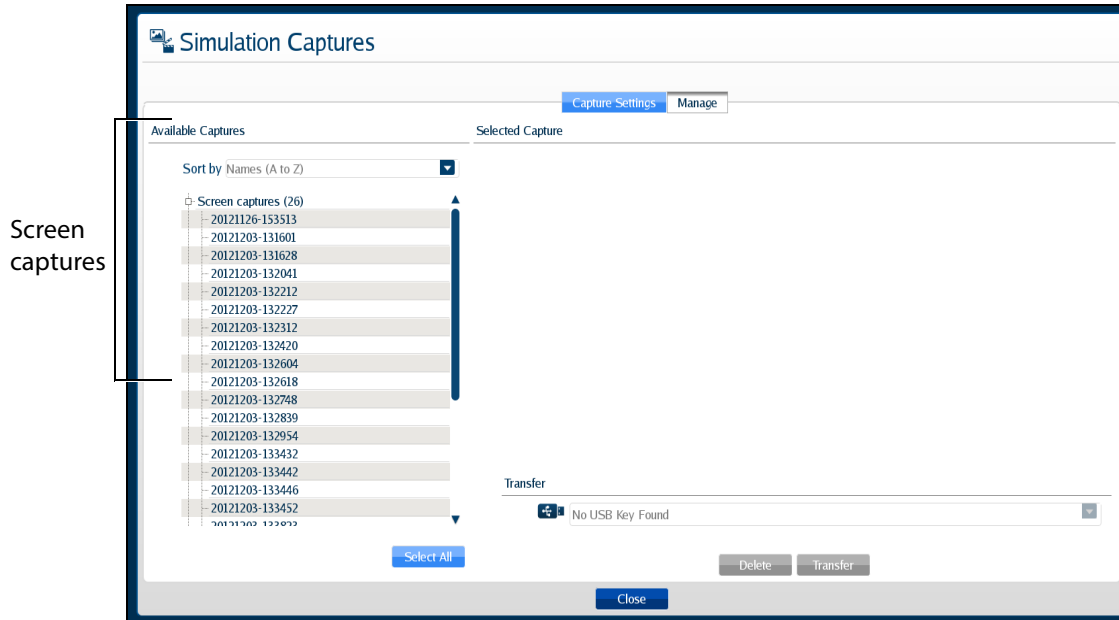 Simulation Captures
Capture Settings
Manage
Available Captures
Selected Capture
Sort by Names (A to Z)
Screen captures (26)
20121126-153513
20121203-131601
20121203-131628
20121203-132041
20121203-132212
20121203-132227
20121203-132312
20121203-132420
20121203-132604
20121203-132618
20121203-132748
20121203-132839
20121203-132954
20121203-133432
20121203-133442
20121203-133446
20121203-133452
Screen
captures
Transfer
No USB Key Found
Select All
Delete
Transfer
Close